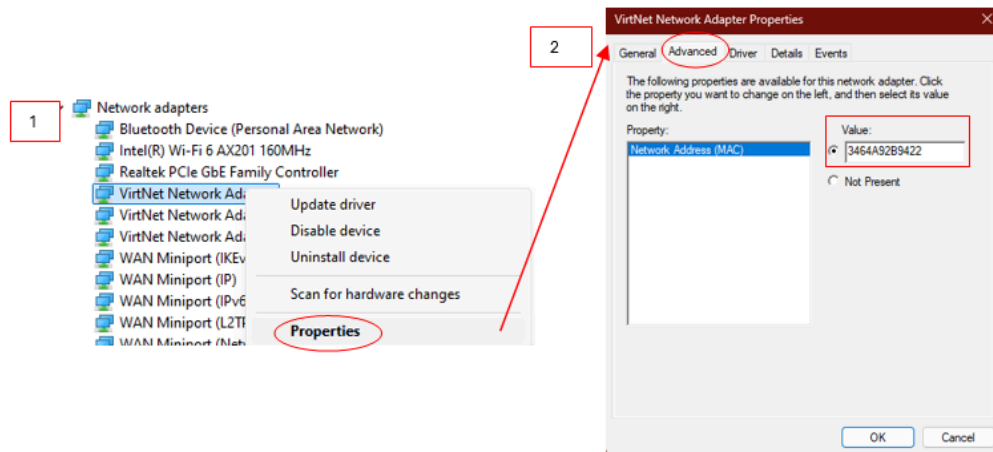 1
Network adapters
Bluetooth Device (Personal Area Network)
Intel(R) Wi-Fi 6 AX201 160MHz
Realtek PCIe GbE Family Controller
VirtNet Network Ada
VirtNet Network Ada
VirtNet Network Ada
WAN Miniport (IKEv
WAN Miniport (IP)
WAN Miniport (IPv6
WAN Miniport (L2TP
WAN Miniport (Net
Update driver
Disable device
Uninstall device
Scan for hardware changes
Properties
2
VirtNet Network Adapter Properties
General Advanced Driver Details Events
The following properties are available for this network adapter. Click
the property you want to change on the left, and then select its value
on the right.
Property:
Network Address (MAC)
Value:
3464A92B9422
Not Present
OK Cancel